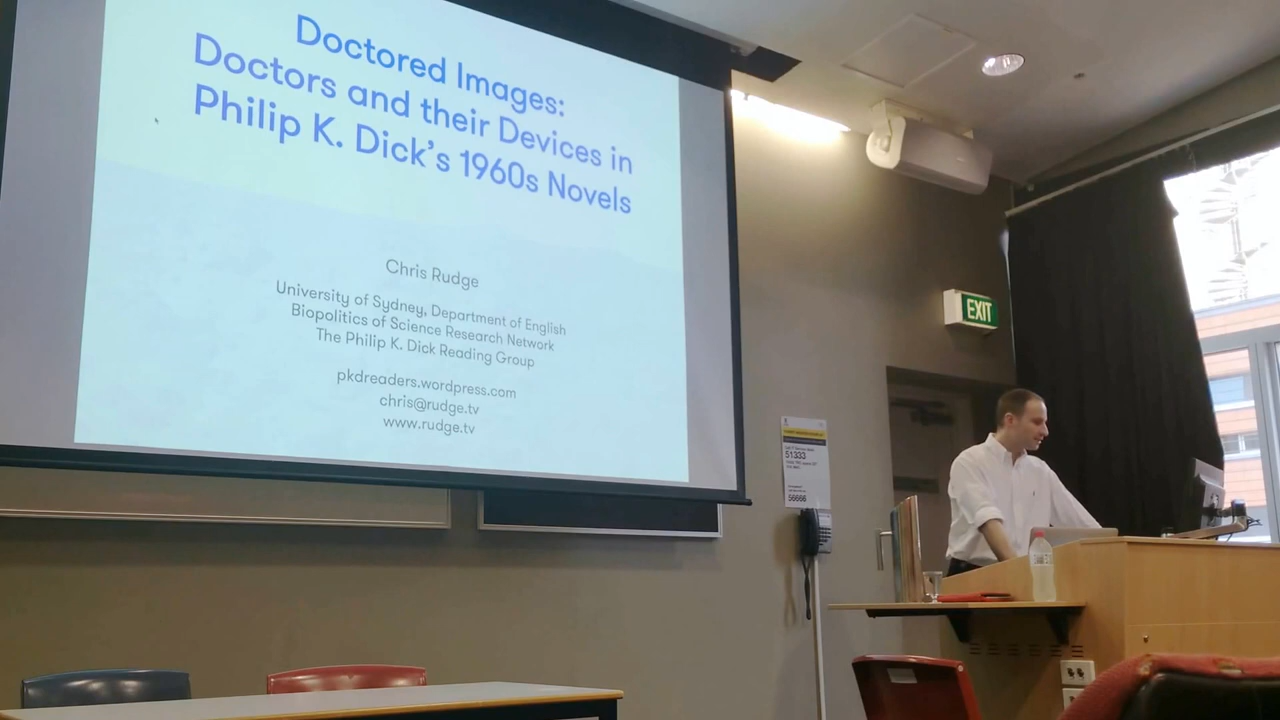 Doctored Images:
Doctors and their Devices in
Philip K. Dick's 1960s Novels
Chris Rudge
University of Sydney, Department of English
Biopolitics of Science Research Network
The Philip K. Dick Reading Group
pkdreaders.wordpress.com
chris@rudge.tv
www.rudge.tv
EXIT
51333
56666